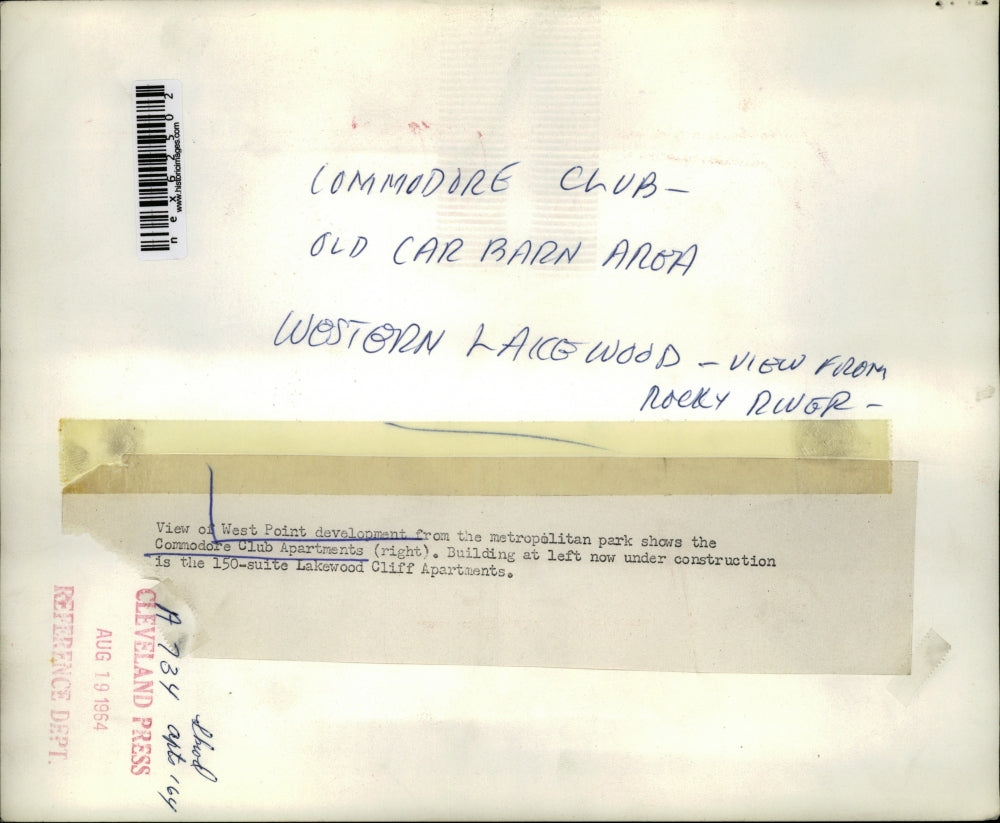 COMMODORE CLUB-
OLD CAR BARN AREA
WESTERN LAKEWOOD - VIEW FROM
ROCKY RIVER -
View of West Point development from the metropolitan park shows the
Commodore Club Apartments (right). Building at left now under construction
is the 150-suite Lakewood Cliff Apartments.
nex62502
www.historicimages.com
REFERENCE DEPT.
AUG 19 1964
CLEVELAND PRESS
A 734 apts '64